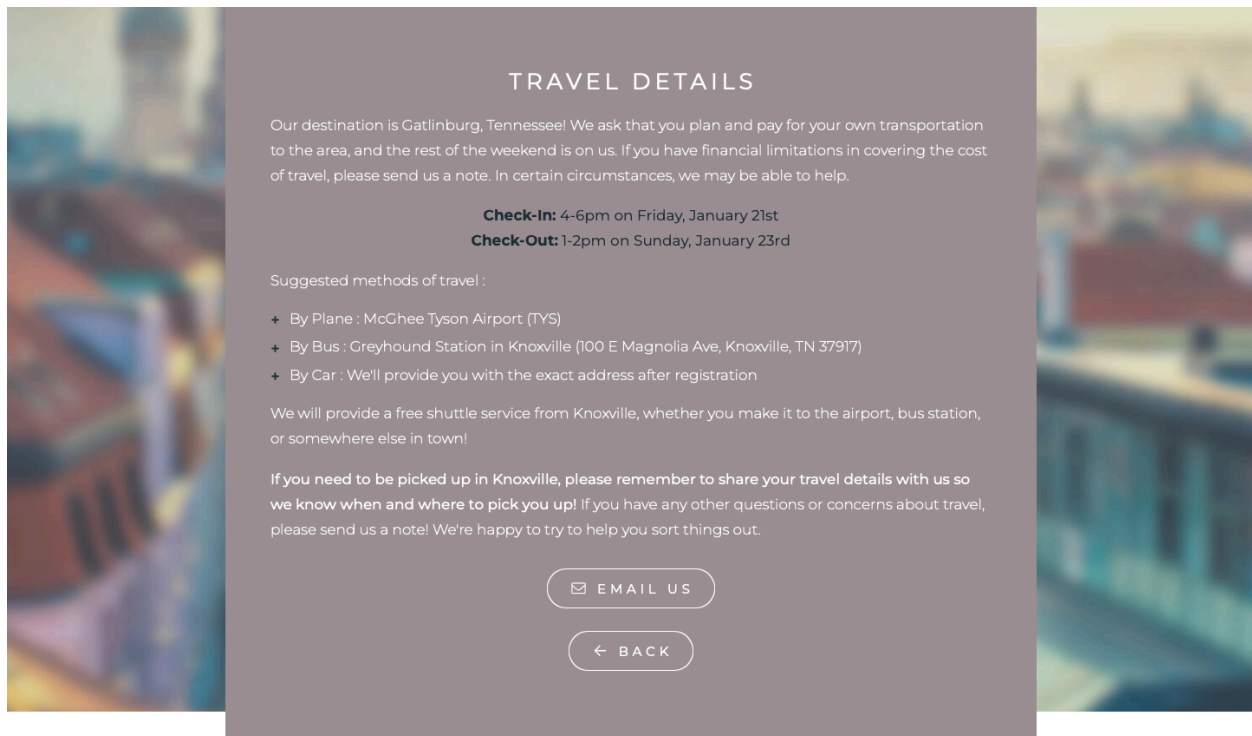 TRAVEL DETAILS
Our destination is Gatlinburg, Tennessee! We ask that you plan and pay for your own transportation
to the area, and the rest of the weekend is on us. If you have financial limitations in covering the cost
of travel, please send us a note. In certain circumstances, we may be able to help.
Check-In: 4-6pm on Friday, January 21st
Check-Out: 1-2pm on Sunday, January 23rd
Suggested methods of travel :
+ By Plane : McGhee Tyson Airport (TYS)
+ By Bus : Greyhound Station in Knoxville (100 E Magnolia Ave, Knoxville, TN 37917)
+ By Car : We'll provide you with the exact address after registration
We will provide a free shuttle service from Knoxville, whether you make it to the airport, bus station,
or somewhere else in town!
If you need to be picked up in Knoxville, please remember to share your travel details with us so
we know when and where to pick you up! If you have any other questions or concerns about travel,
please send us a note! We're happy to try to help you sort things out.
EMAIL US
← BACK